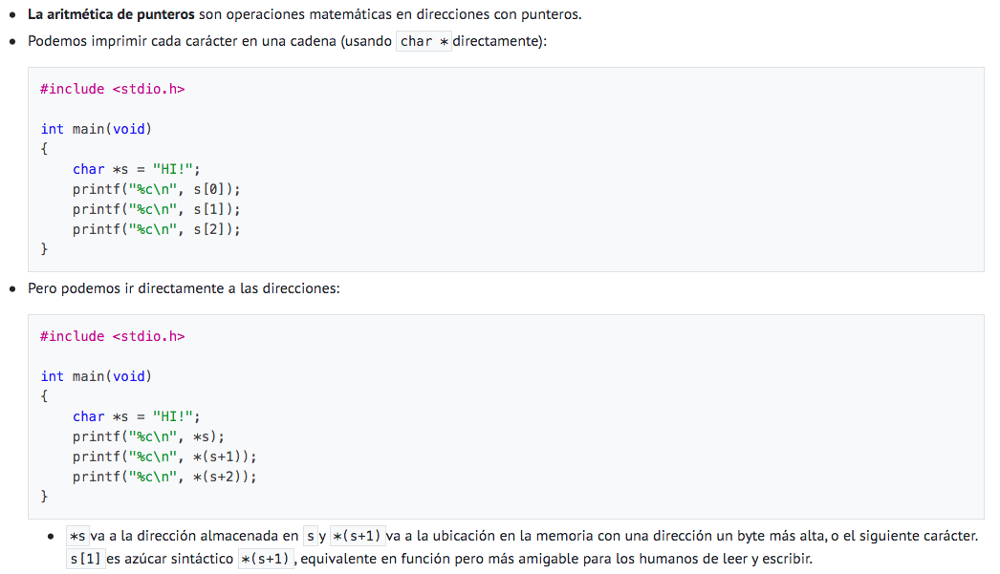 La aritmética de punteros son operaciones matemáticas en direcciones con punteros.
Podemos imprimir cada carácter en una cadena (usando char * directamente):
#include <stdio.h>
int main(void)
{
    char *s = "HI!";
    printf("%c\n", s[0]);
    printf("%c\n", s[1]);
    printf("%c\n", s[2]);
}
Pero podemos ir directamente a las direcciones:
#include <stdio.h>
int main(void)
{
    char *s = "HI!";
    printf("%c\n", *s);
    printf("%c\n", *(s+1));
    printf("%c\n", *(s+2));
}
*s va a la dirección almacenada en s y *(s+1) va a la ubicación en la memoria con una dirección un byte más alta, o el siguiente carácter.
s[1] es azúcar sintáctico *(s+1) , equivalente en función pero más amigable para los humanos de leer y escribir.